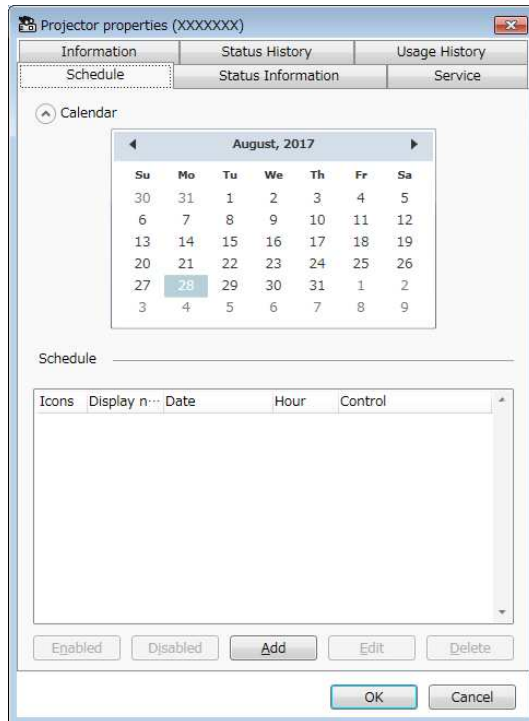 Projector properties (XXXXXXX)
Information Status History Usage History
Schedule Status Information Service
Calendar
August, 2017
Su Mo Tu We Th Fr Sa
30 31 1 2 3 4 5
6 7 8 9 10 11 12
13 14 15 16 17 18 19
20 21 22 23 24 25 26
27 28 29 30 31 1 2
3 4 5 6 7 8 9
Schedule
Icons Display n··· Date Hour Control
Enabled Disabled Add Edit Delete
OK Cancel